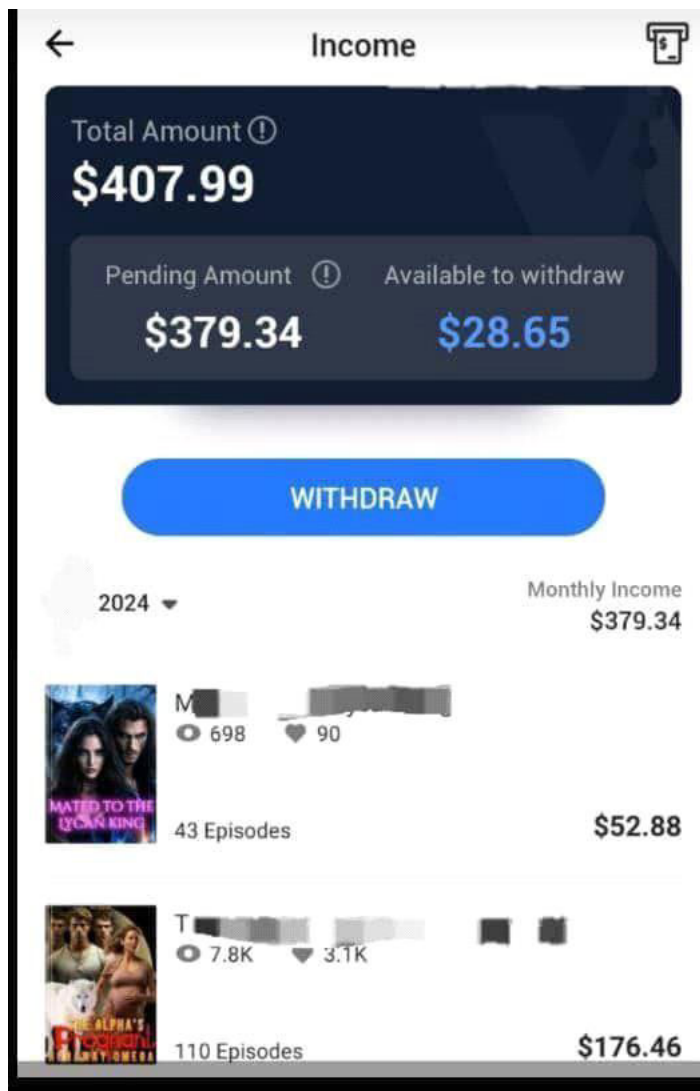 Income
Total Amount
$407.99
Pending Amount Available to withdraw
$379.34 $28.65
WITHDRAW
2024
Monthly Income
$379.34
M
698 90
MATED TO THE
LYCAN KING
43 Episodes
$52.88
T
7.8K 3.1K
THE ALPHA'S
Pregnant
OMEGA
110 Episodes
$176.46